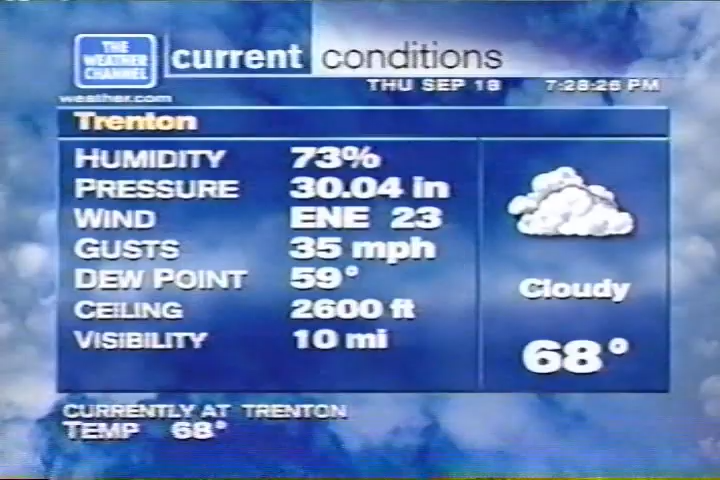 THE
WEATHER
CHANNEL
current conditions
weather.com
THU SEP 18 7:28:26 PM
Trenton
HUMIDITY 73%
PRESSURE 30.04 in
WIND ENE 23
GUSTS 35 mph
DEW POINT 59°
CEILING 2600 ft
VISIBILITY 10 mi
Cloudy
68°
CURRENTLY AT TRENTON
TEMP 68°